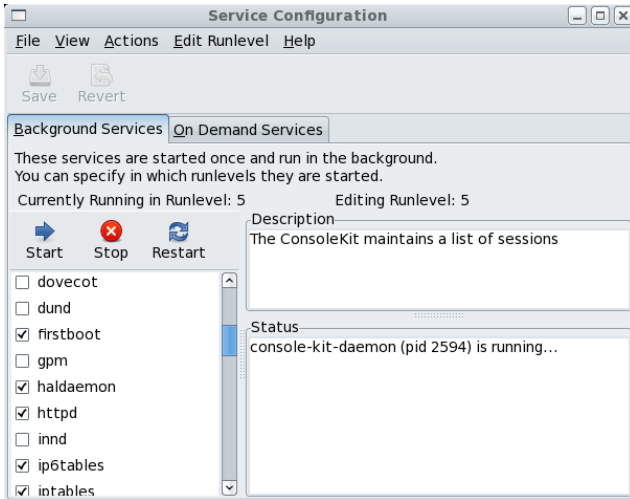 Service Configuration
File View Actions Edit Runlevel Help
Save Revert
Background Services On Demand Services
These services are started once and run in the background.
You can specify in which runlevels they are started.
Currently Running in Runlevel: 5 Editing Runlevel: 5
Start Stop Restart
dovecot
dund
firstboot
gpm
haldaemon
httpd
innd
ip6tables
iptables
Description
The ConsoleKit maintains a list of sessions
Status
console-kit-daemon (pid 2594) is running...